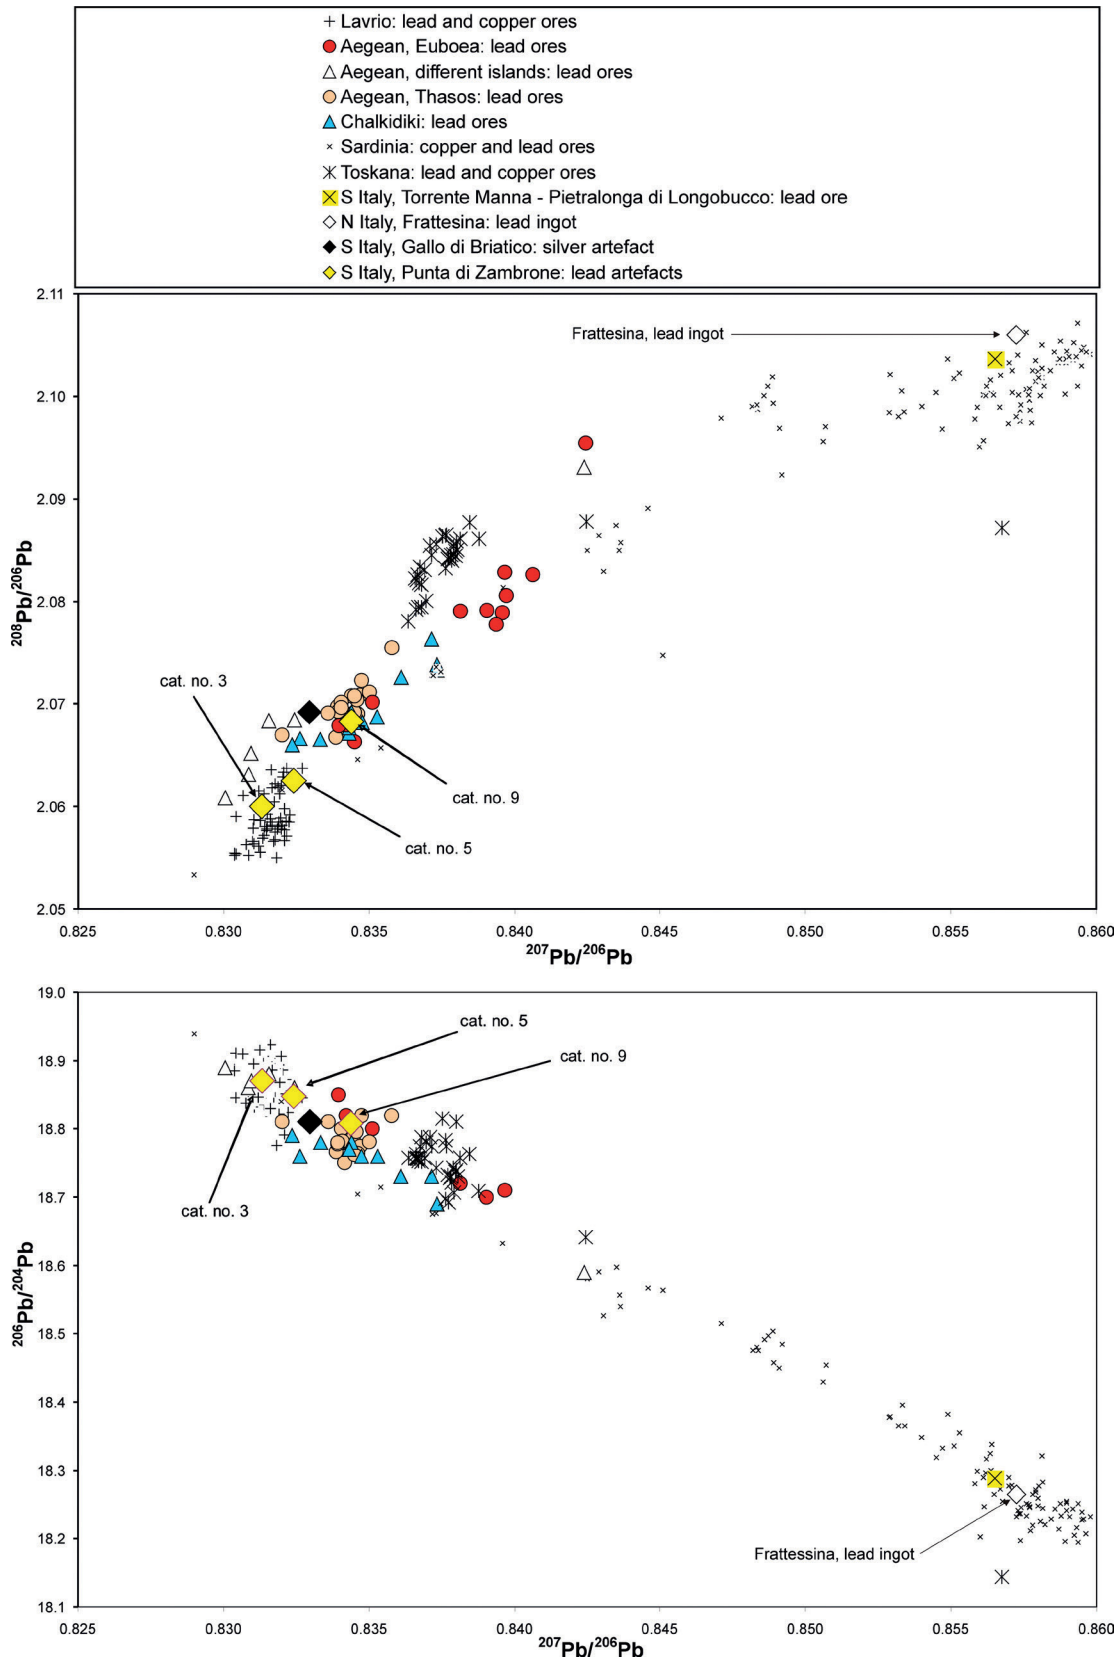 Lavrio: lead and copper ores
Aegean, Euboea: lead ores
Aegean, different islands: lead ores
Aegean, Thasos: lead ores
Chalkidiki: lead ores
Sardinia: copper and lead ores
Toskana: lead and copper ores
S Italy, Torrente Manna - Pietralonga di Longobucco: lead ore
N Italy, Frattesina: lead ingot
S Italy, Gallo di Briatico: silver artefact
S Italy, Punta di Zambrone: lead artefacts
2.11
Frattesina, lead ingot
2.10
2.09
2.08
208Pb/206Pb
cat. no. 3
2.07
cat. no. 9
2.06
cat. no. 5
2.05
0.825 0.830 0.835 0.840 0.845 0.850 0.855 0.860
207Pb/206Pb
19.0
cat. no. 5
cat. no. 9
18.9
18.8
cat. no. 3
18.7
206Pb/204Pb
18.6
18.5
18.4
18.3
18.2
Frattessina, lead ingot
18.1
0.825 0.830 0.835 0.840 0.845 0.850 0.855 0.860
207Pb/206Pb